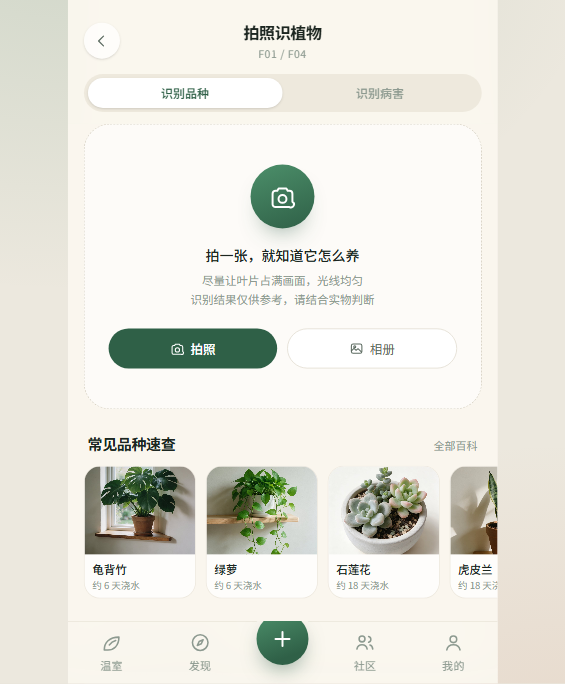 拍照识植物
F01 / F04
识别品种
识别病害
拍一张，就知道它怎么养
尽量让叶片占满画面，光线均匀
识别结果仅供参考，请结合实物判断
拍照
相册
常见品种速查
全部百科
龟背竹
约 6 天浇水
绿萝
约 6 天浇水
石莲花
约 18 天浇水
虎皮兰
约 18 天浇
温室
发现
社区
我的